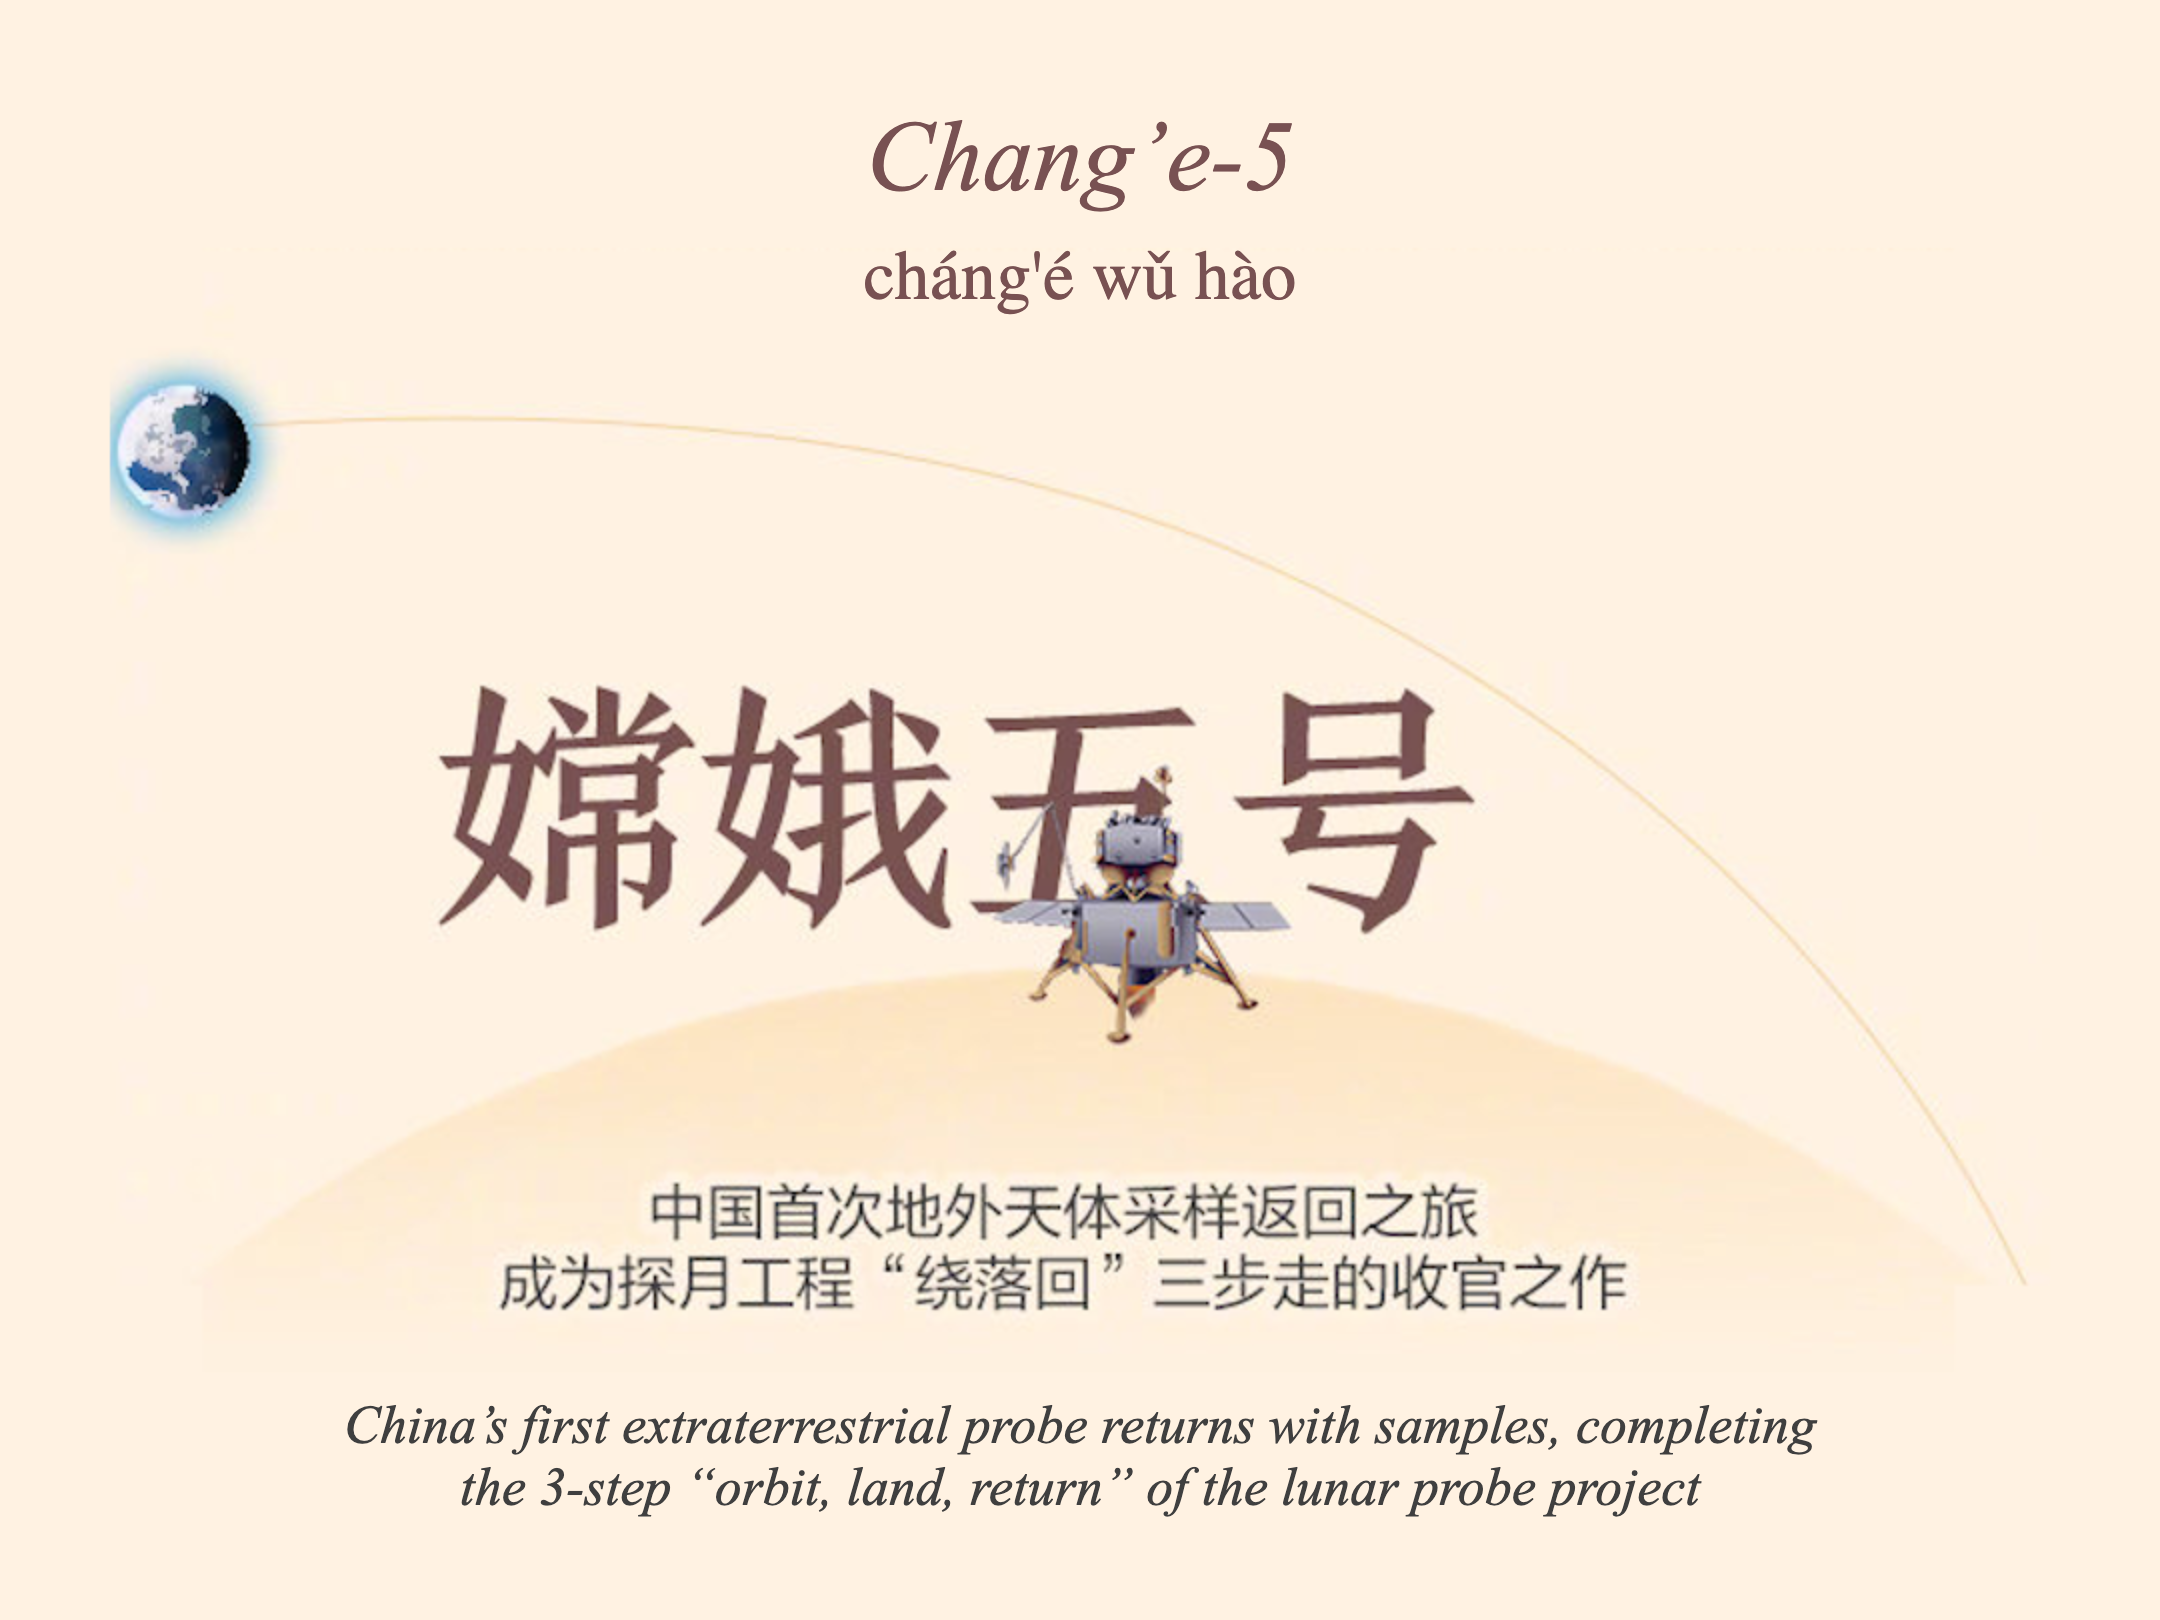 Chang’e-5
cháng'é wǔ hào
嫦娥五号
中国首次地外天体采样返回之旅
成为探月工程“绕落回”三步走的收官之作
China’s first extraterrestrial probe returns with samples, completing
the 3-step “orbit, land, return” of the lunar probe project